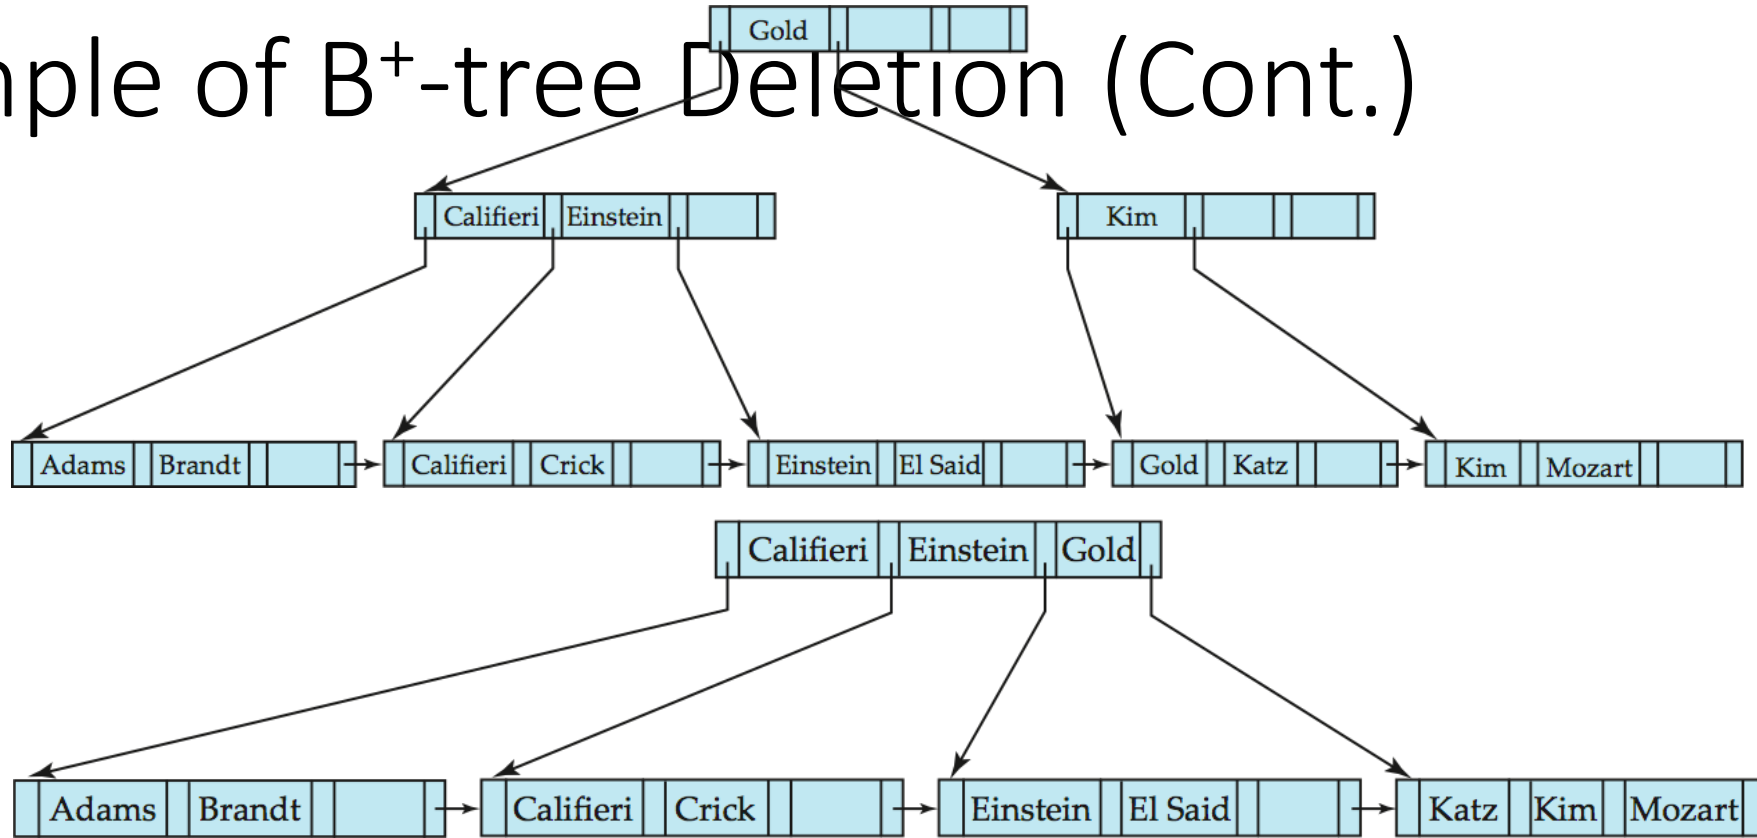 Gold
mple of B⁺-tree Deletion (Cont.)
Califieri Einstein
Kim
Adams Brandt Califieri Crick Einstein El Said Gold Katz Kim Mozart
Califieri Einstein Gold
Adams Brandt Califieri Crick Einstein El Said Katz Kim Mozart